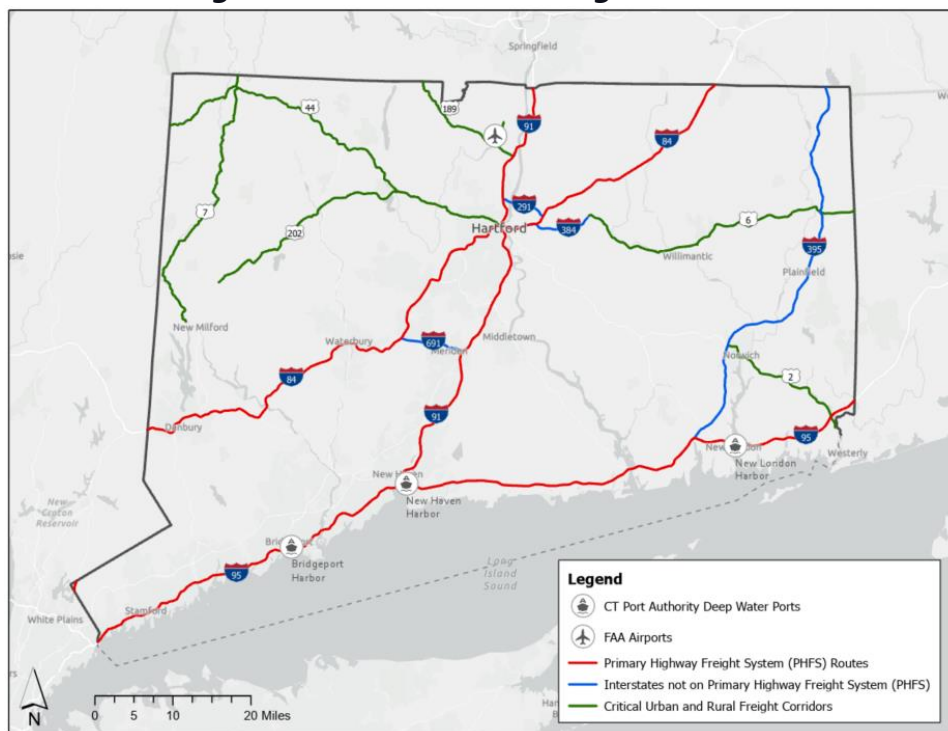 Springfield
44
189
91
84
7
291
202
Hartford
384
6
Willimantic
395
Plainfield
New Milford
Waterbury
691
Meriden
Middletown
Norwich
84
2
91
Danbury
95
New London
Westerly
New Haven
New London
Harbor
New Haven
Harbor
New
Croton
Reservoir
Bridgeport
Bridgeport
Harbor
Long
Island
Sound
95
Stamford
White Plains
N
0 5 10 20 Miles
Legend
CT Port Authority Deep Water Ports
FAA Airports
Primary Highway Freight System (PHFS) Routes
Interstates not on Primary Highway Freight System (PHFS)
Critical Urban and Rural Freight Corridors